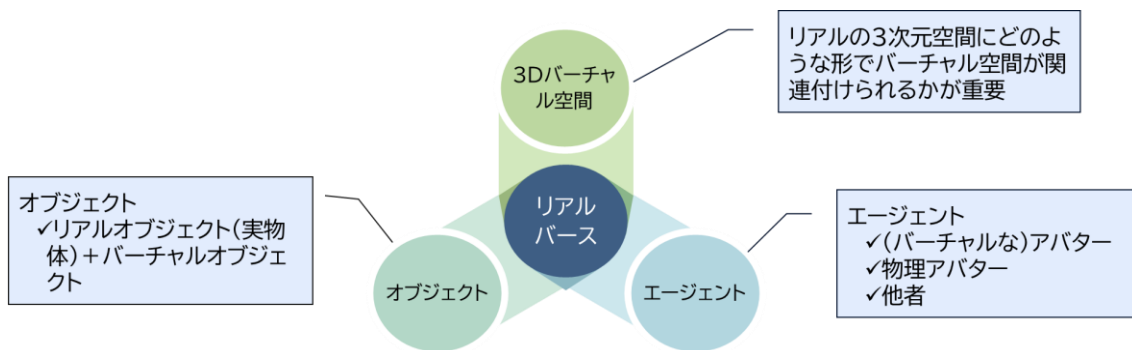 3Dバーチャ
ル空間
リアルの3次元空間にどのよ
うな形でバーチャル空間が関
連付けられるかが重要
リアル
バース
オブジェクト
✓リアルオブジェクト(実物
体)+バーチャルオブジェ
クト
オブジェクト
エージェント
エージェント
✓(バーチャルな)アバター
✓物理アバター
✓他者